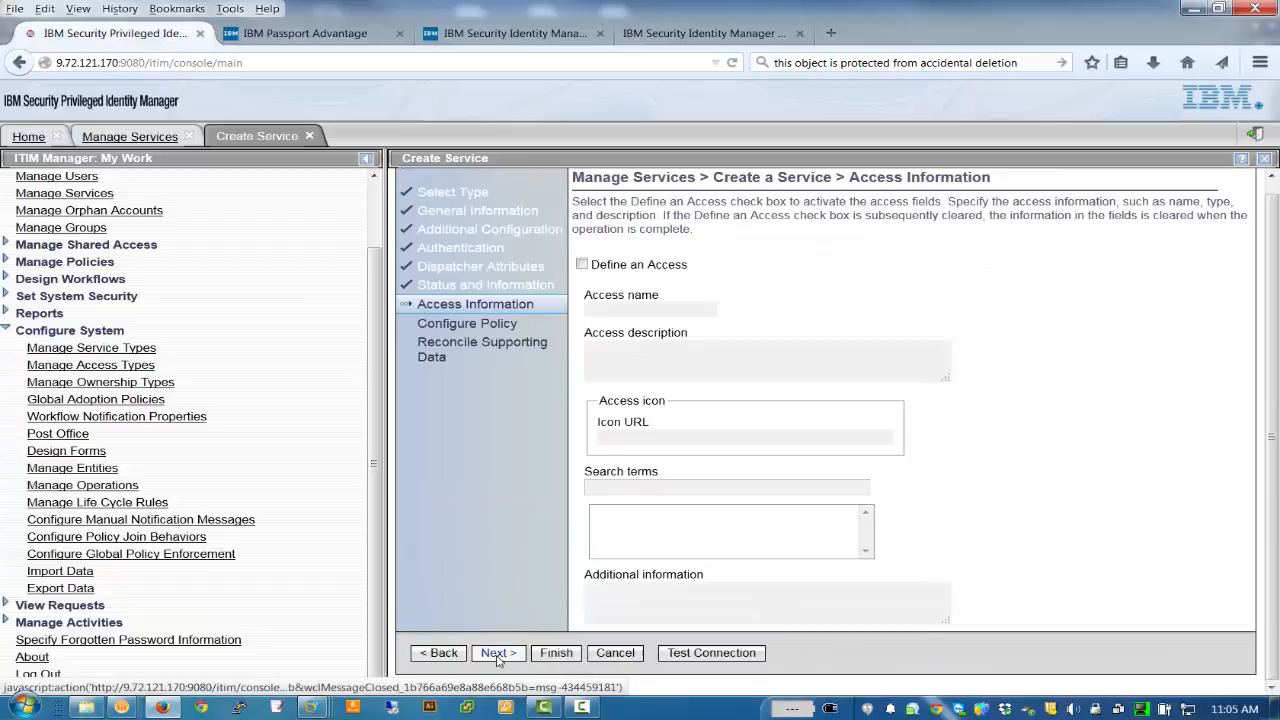 File Edit View History Bookmarks Tools Help
IBM Security Privileged Ide... × IBM Passport Advantage × IBM Security Identity Mana... × IBM Security Identity Manager ... × +
9.72.121.170:9080/itim/console/main
this object is protected from accidental deletion
IBM Security Privileged Identity Manager
IBM.
Home Manage Services Create Service ×
ITIM Manager: My Work
Manage Users
Manage Services
Manage Orphan Accounts
Manage Groups
Manage Shared Access
Manage Policies
Design Workflows
Set System Security
Reports
Configure System
Manage Service Types
Manage Access Types
Manage Ownership Types
Global Adoption Policies
Workflow Notification Properties
Post Office
Design Forms
Manage Entities
Manage Operations
Manage Life Cycle Rules
Configure Manual Notification Messages
Configure Policy Join Behaviors
Configure Global Policy Enforcement
Import Data
Export Data
View Requests
Manage Activities
Specify Forgotten Password Information
About
Log Out
Create Service
?
Select Type
General Information
Additional Configuration
Authentication
Dispatcher Attributes
Status and Information
Access Information
Configure Policy
Reconcile Supporting
Data
Manage Services > Create a Service > Access Information
Select the Define an Access check box to activate the access fields. Specify the access information, such as name, type,
and description. If the Define an Access check box is subsequently cleared, the information in the fields is cleared when the
operation is complete.
Define an Access
Access name
Access description
Access icon
Icon URL
Search terms
Additional information
< Back Next > Finish Cancel Test Connection
javascript:action('http://9.72.121.170:9080/itim/console...b&wclMessageClosed_1b766a69e8a88e668b5b=msg-434459181')
11:05 AM